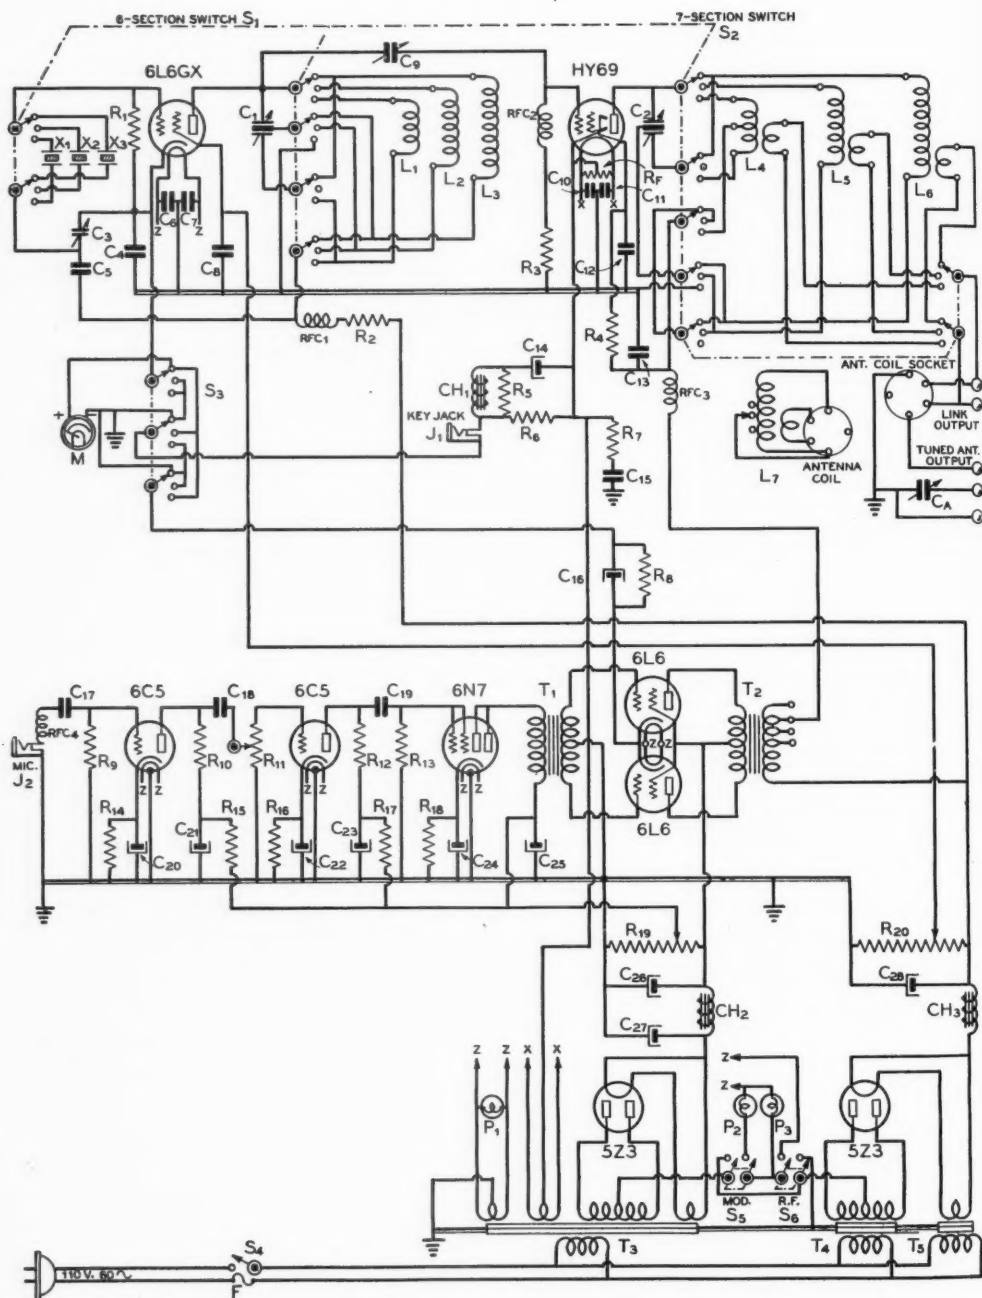 6-SECTION SWITCH S1
7-SECTION SWITCH
S2
6L6GX
C9
HY69
R1
X1 X2 X3
C1
L1
L2
L3
RFC2
C2
L4
L5
L6
C10
RF
C11
C6 C7
Z Z
X X
C3
C4
C5
C8
R3
C12
R4
C13
RFC1
R2
RFC3
C14
CH1
R5
R6
KEY JACK
J1
S3
+ -
M
R7
C15
ANT. COIL SOCKET
LINK
OUTPUT
TUNED ANT.
OUTPUT
L7
ANTENNA
COIL
CA
C16
R8
6L6
C17
6C5
C18
6C5
C19
6N7
T1
T2
RFC4
MIC.
J2
R9
R10
R11
R12
R13
Z Z
Z Z
Z Z
Z Z
6L6
R14
C21
R15
R16
C23
R17
R18
C20
C22
C24
C25
R19
R20
C26
C28
CH2
CH3
C27
Z Z X X
P1
Z
Z
P2 P3
5Z3
5Z3
MOD.
S5
R.F.
S6
T3
T4
T5
S4
110 V. 60∿
F